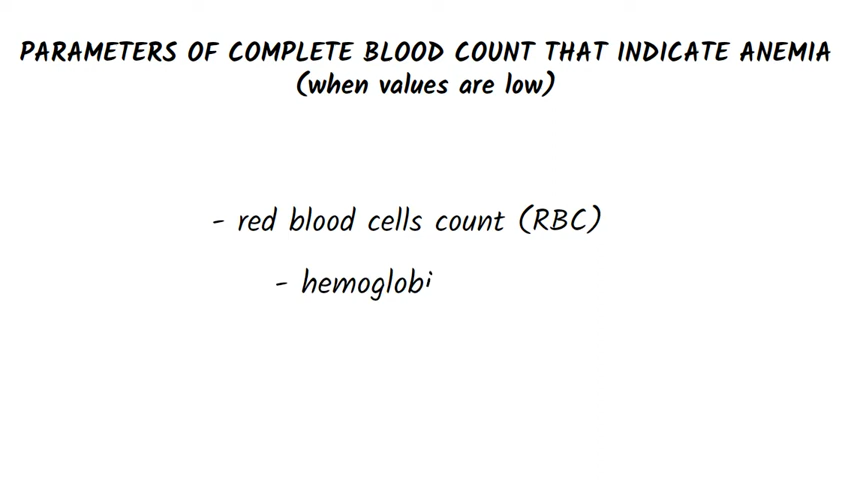 PARAMETERS OF COMPLETE BLOOD COUNT THAT INDICATE ANEMIA
(when values are low)
- red blood cells count (RBC)
- hemoglobi